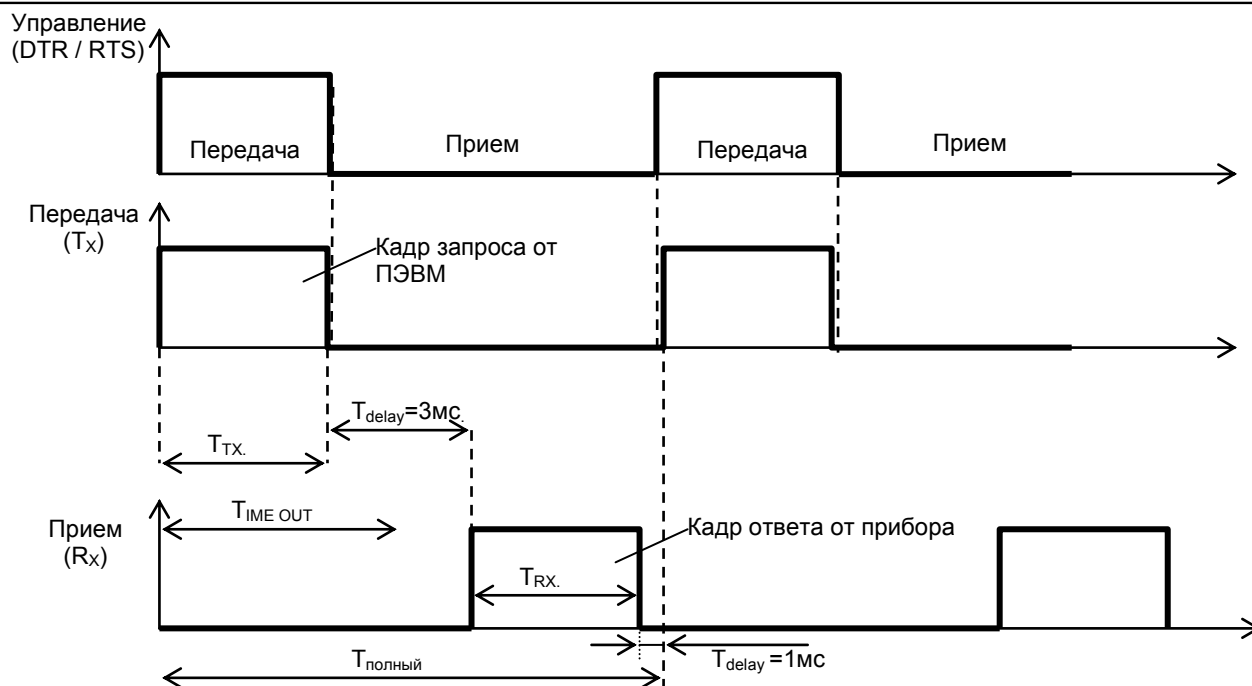 Управление
(DTR / RTS)
Передача
Прием
Передача
Прием
Передача
(TX)
Кадр запроса от
ПЭВМ
Tdelay=3мс.
TTX.
TIME OUT
Прием
(RX)
Кадр ответа от прибора
TRX.
Tполный
Tdelay =1мс